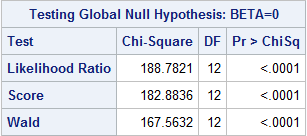 Testing Global Null Hypothesis: BETA=0
Test Chi-Square DF Pr > ChiSq
Likelihood Ratio 188.7821 12 <.0001
Score 182.8836 12 <.0001
Wald 167.5632 12 <.0001